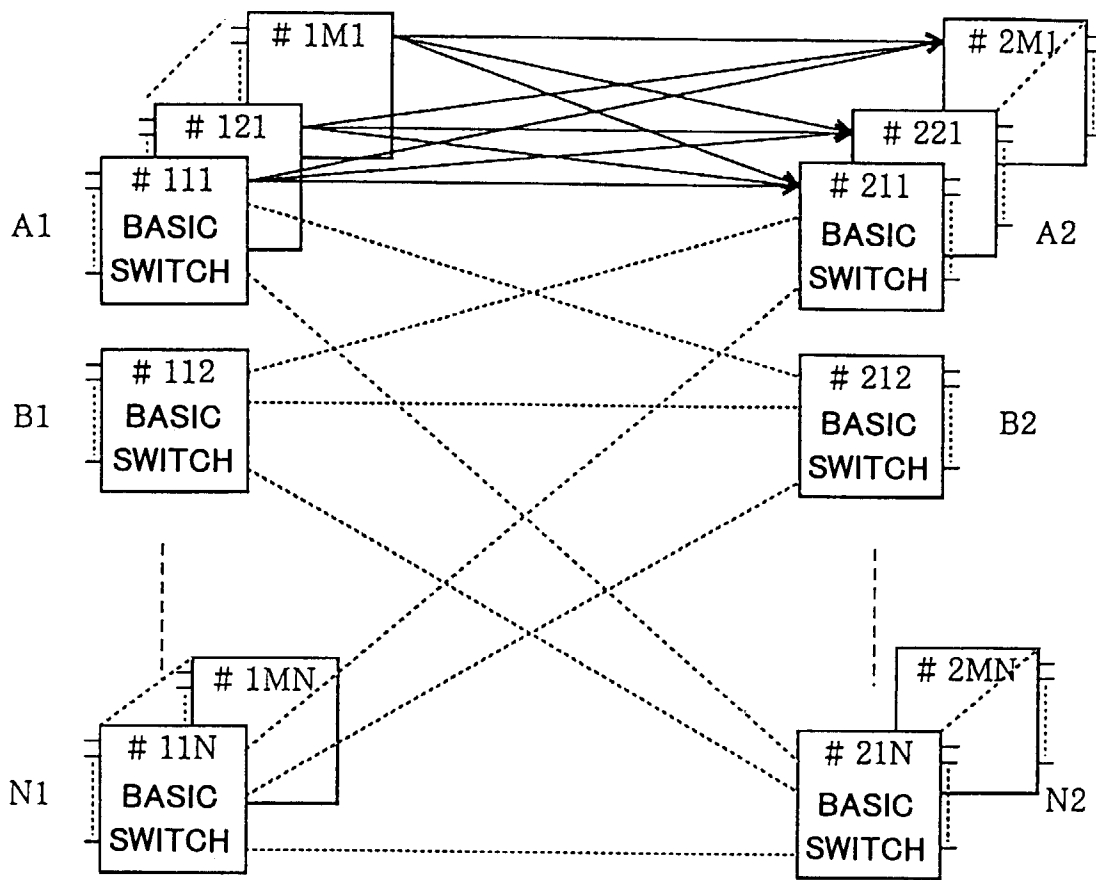 # 1M1
# 2M1
# 121
# 221
# 111
BASIC
SWITCH
A1
# 211
BASIC
SWITCH
A2
# 112
BASIC
SWITCH
B1
# 212
BASIC
SWITCH
B2
# 1MN
# 2MN
# 11N
BASIC
SWITCH
N1
# 21N
BASIC
SWITCH
N2